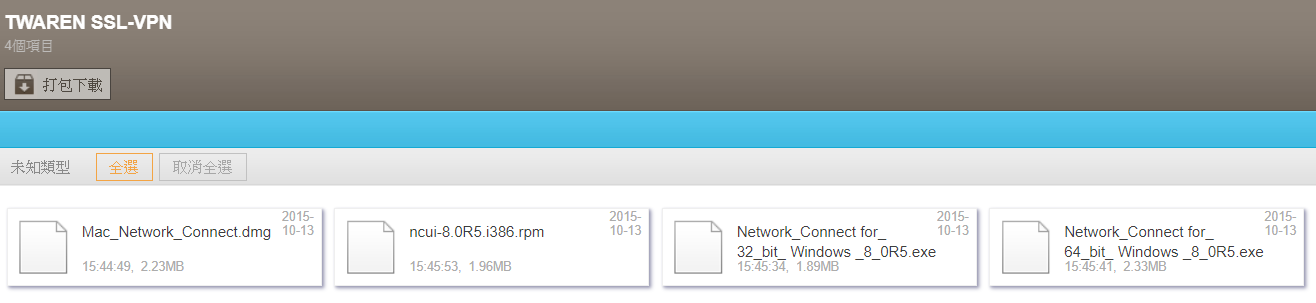 TWAREN SSL-VPN
4個項目
打包下載
未知類型 全選 取消全選
Mac_Network_Connect.dmg
2015-
10-13
15:44:49, 2.23MB
ncui-8.0R5.i386.rpm
2015-
10-13
15:45:53, 1.96MB
Network_Connect for_
32_bit_ Windows _8_0R5.exe
2015-
10-13
15:45:34, 1.89MB
Network_Connect for_
64_bit_ Windows _8_0R5.exe
2015-
10-13
15:45:41, 2.33MB